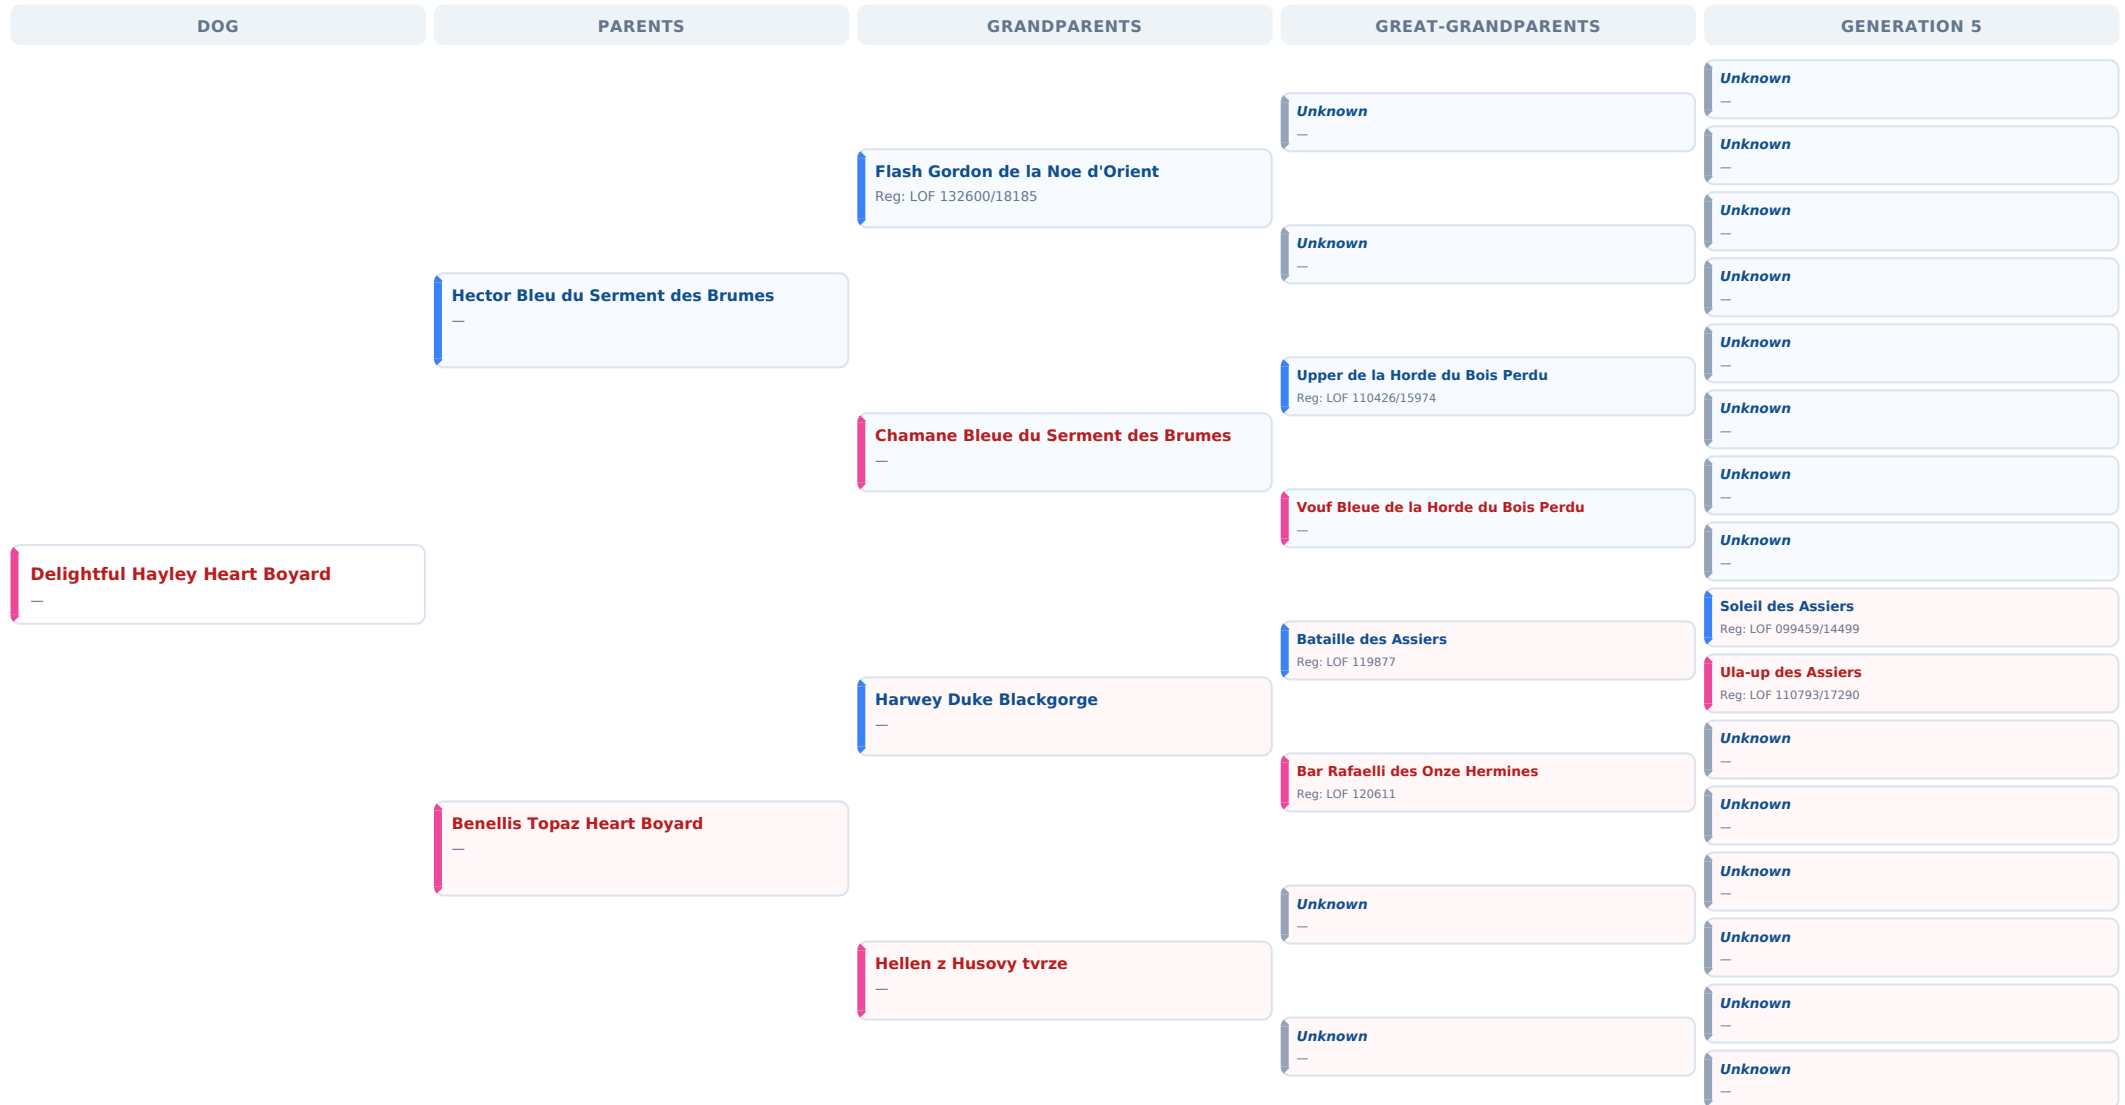 DOG
PARENTS
GRANDPARENTS
GREAT-GRANDPARENTS
GENERATION 5
Delightful Hayley Heart Boyard
—
Hector Bleu du Serment des Brumes
—
Benellis Topaz Heart Boyard
—
Flash Gordon de la Noe d'Orient
Reg: LOF 132600/18185
Chamane Bleue du Serment des Brumes
—
Harwey Duke Blackgorge
—
Hellen z Husovy tvrze
—
Unknown
—
Unknown
—
Upper de la Horde du Bois Perdu
Reg: LOF 110426/15974
Vouf Bleue de la Horde du Bois Perdu
—
Bataille des Assiers
Reg: LOF 119877
Bar Rafaelli des Onze Hermines
Reg: LOF 120611
Unknown
—
Unknown
—
Unknown
—
Unknown
—
Unknown
—
Unknown
—
Unknown
—
Unknown
—
Unknown
—
Unknown
—
Soleil des Assiers
Reg: LOF 099459/14499
Ula-up des Assiers
Reg: LOF 110793/17290
Unknown
—
Unknown
—
Unknown
—
Unknown
—
Unknown
—
Unknown
—